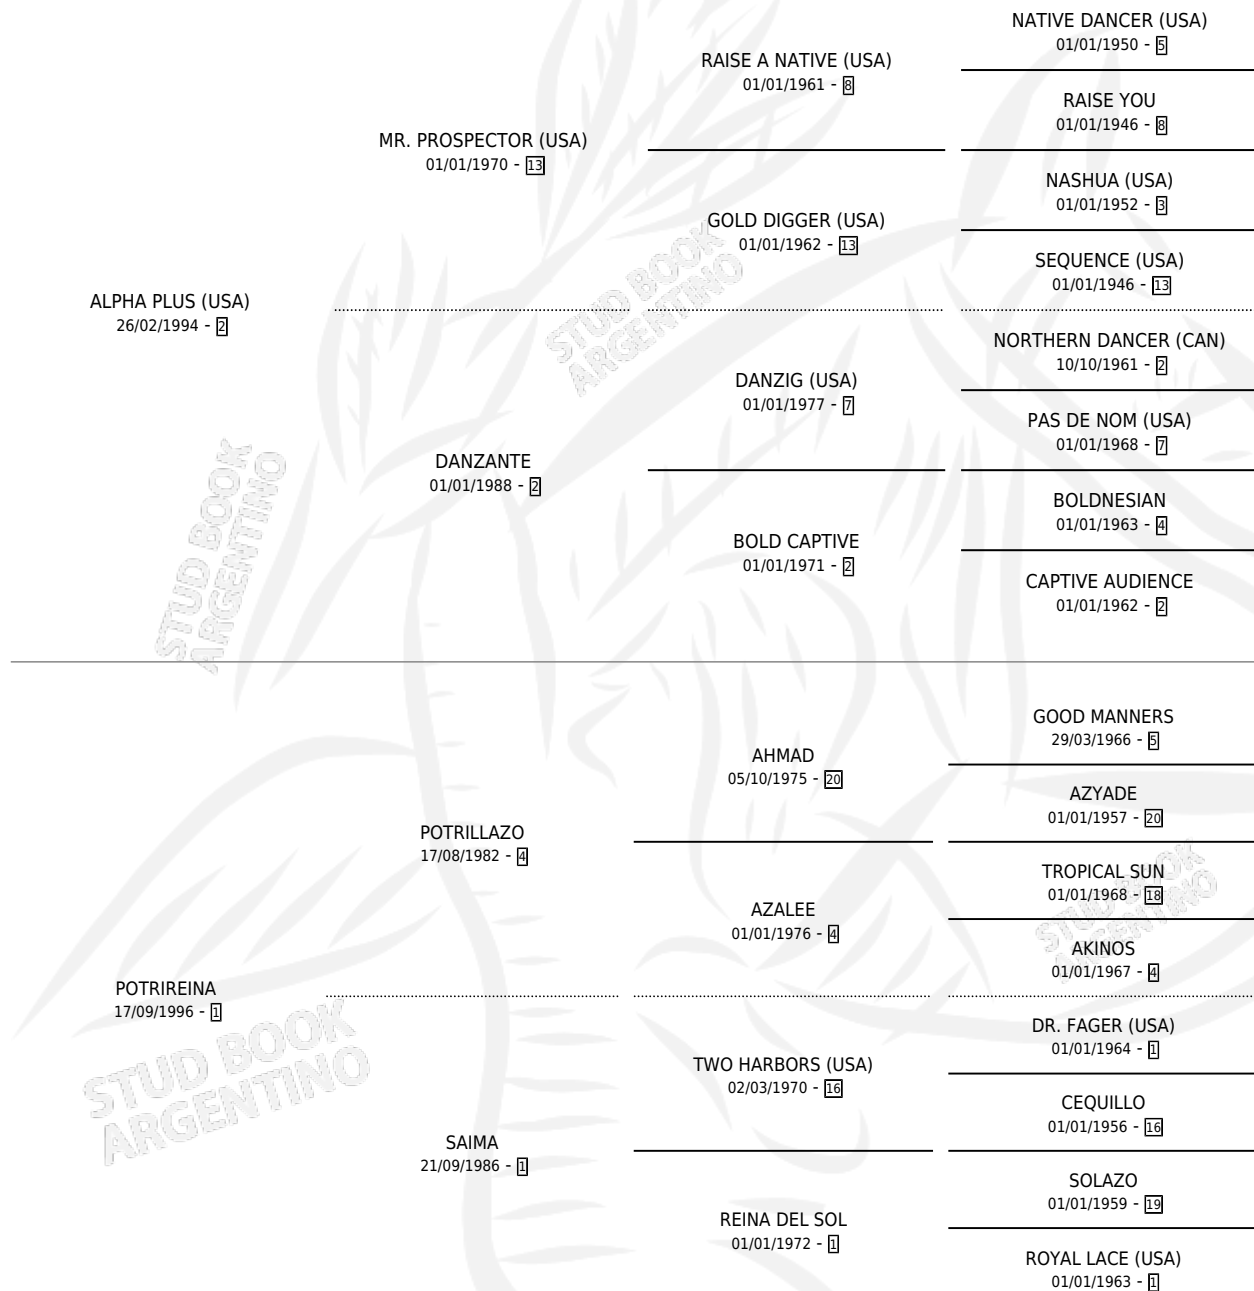 NATIVE DANCER (USA)
01/01/1950 - 5
RAISE A NATIVE (USA)
01/01/1961 - 8
RAISE YOU
01/01/1946 - 8
MR. PROSPECTOR (USA)
01/01/1970 - 13
NASHUA (USA)
01/01/1952 - 3
GOLD DIGGER (USA)
01/01/1962 - 13
SEQUENCE (USA)
01/01/1946 - 13
ALPHA PLUS (USA)
26/02/1994 - 2
STUD BOOK
ARGENTINO
NORTHERN DANCER (CAN)
10/10/1961 - 2
DANZIG (USA)
01/01/1977 - 7
PAS DE NOM (USA)
01/01/1968 - 7
DANZANTE
01/01/1988 - 2
BOLDNESIAN
01/01/1963 - 4
BOLD CAPTIVE
01/01/1971 - 2
CAPTIVE AUDIENCE
01/01/1962 - 2
STUD BOOK
ARGENTINO
GOOD MANNERS
29/03/1966 - 5
AHMAD
05/10/1975 - 20
AZYADE
01/01/1957 - 20
POTRILLAZO
17/08/1982 - 4
TROPICAL SUN
01/01/1968 - 18
AZALEE
01/01/1976 - 4
AKINOS
01/01/1967 - 4
STUD BOOK
ARGENTINO
POTRIREINA
17/09/1996 - 1
DR. FAGER (USA)
01/01/1964 - 1
TWO HARBORS (USA)
02/03/1970 - 16
CEQUILLO
01/01/1956 - 16
STUD BOOK
ARGENTINO
SAIMA
21/09/1986 - 1
SOLAZO
01/01/1959 - 19
REINA DEL SOL
01/01/1972 - 1
ROYAL LACE (USA)
01/01/1963 - 1